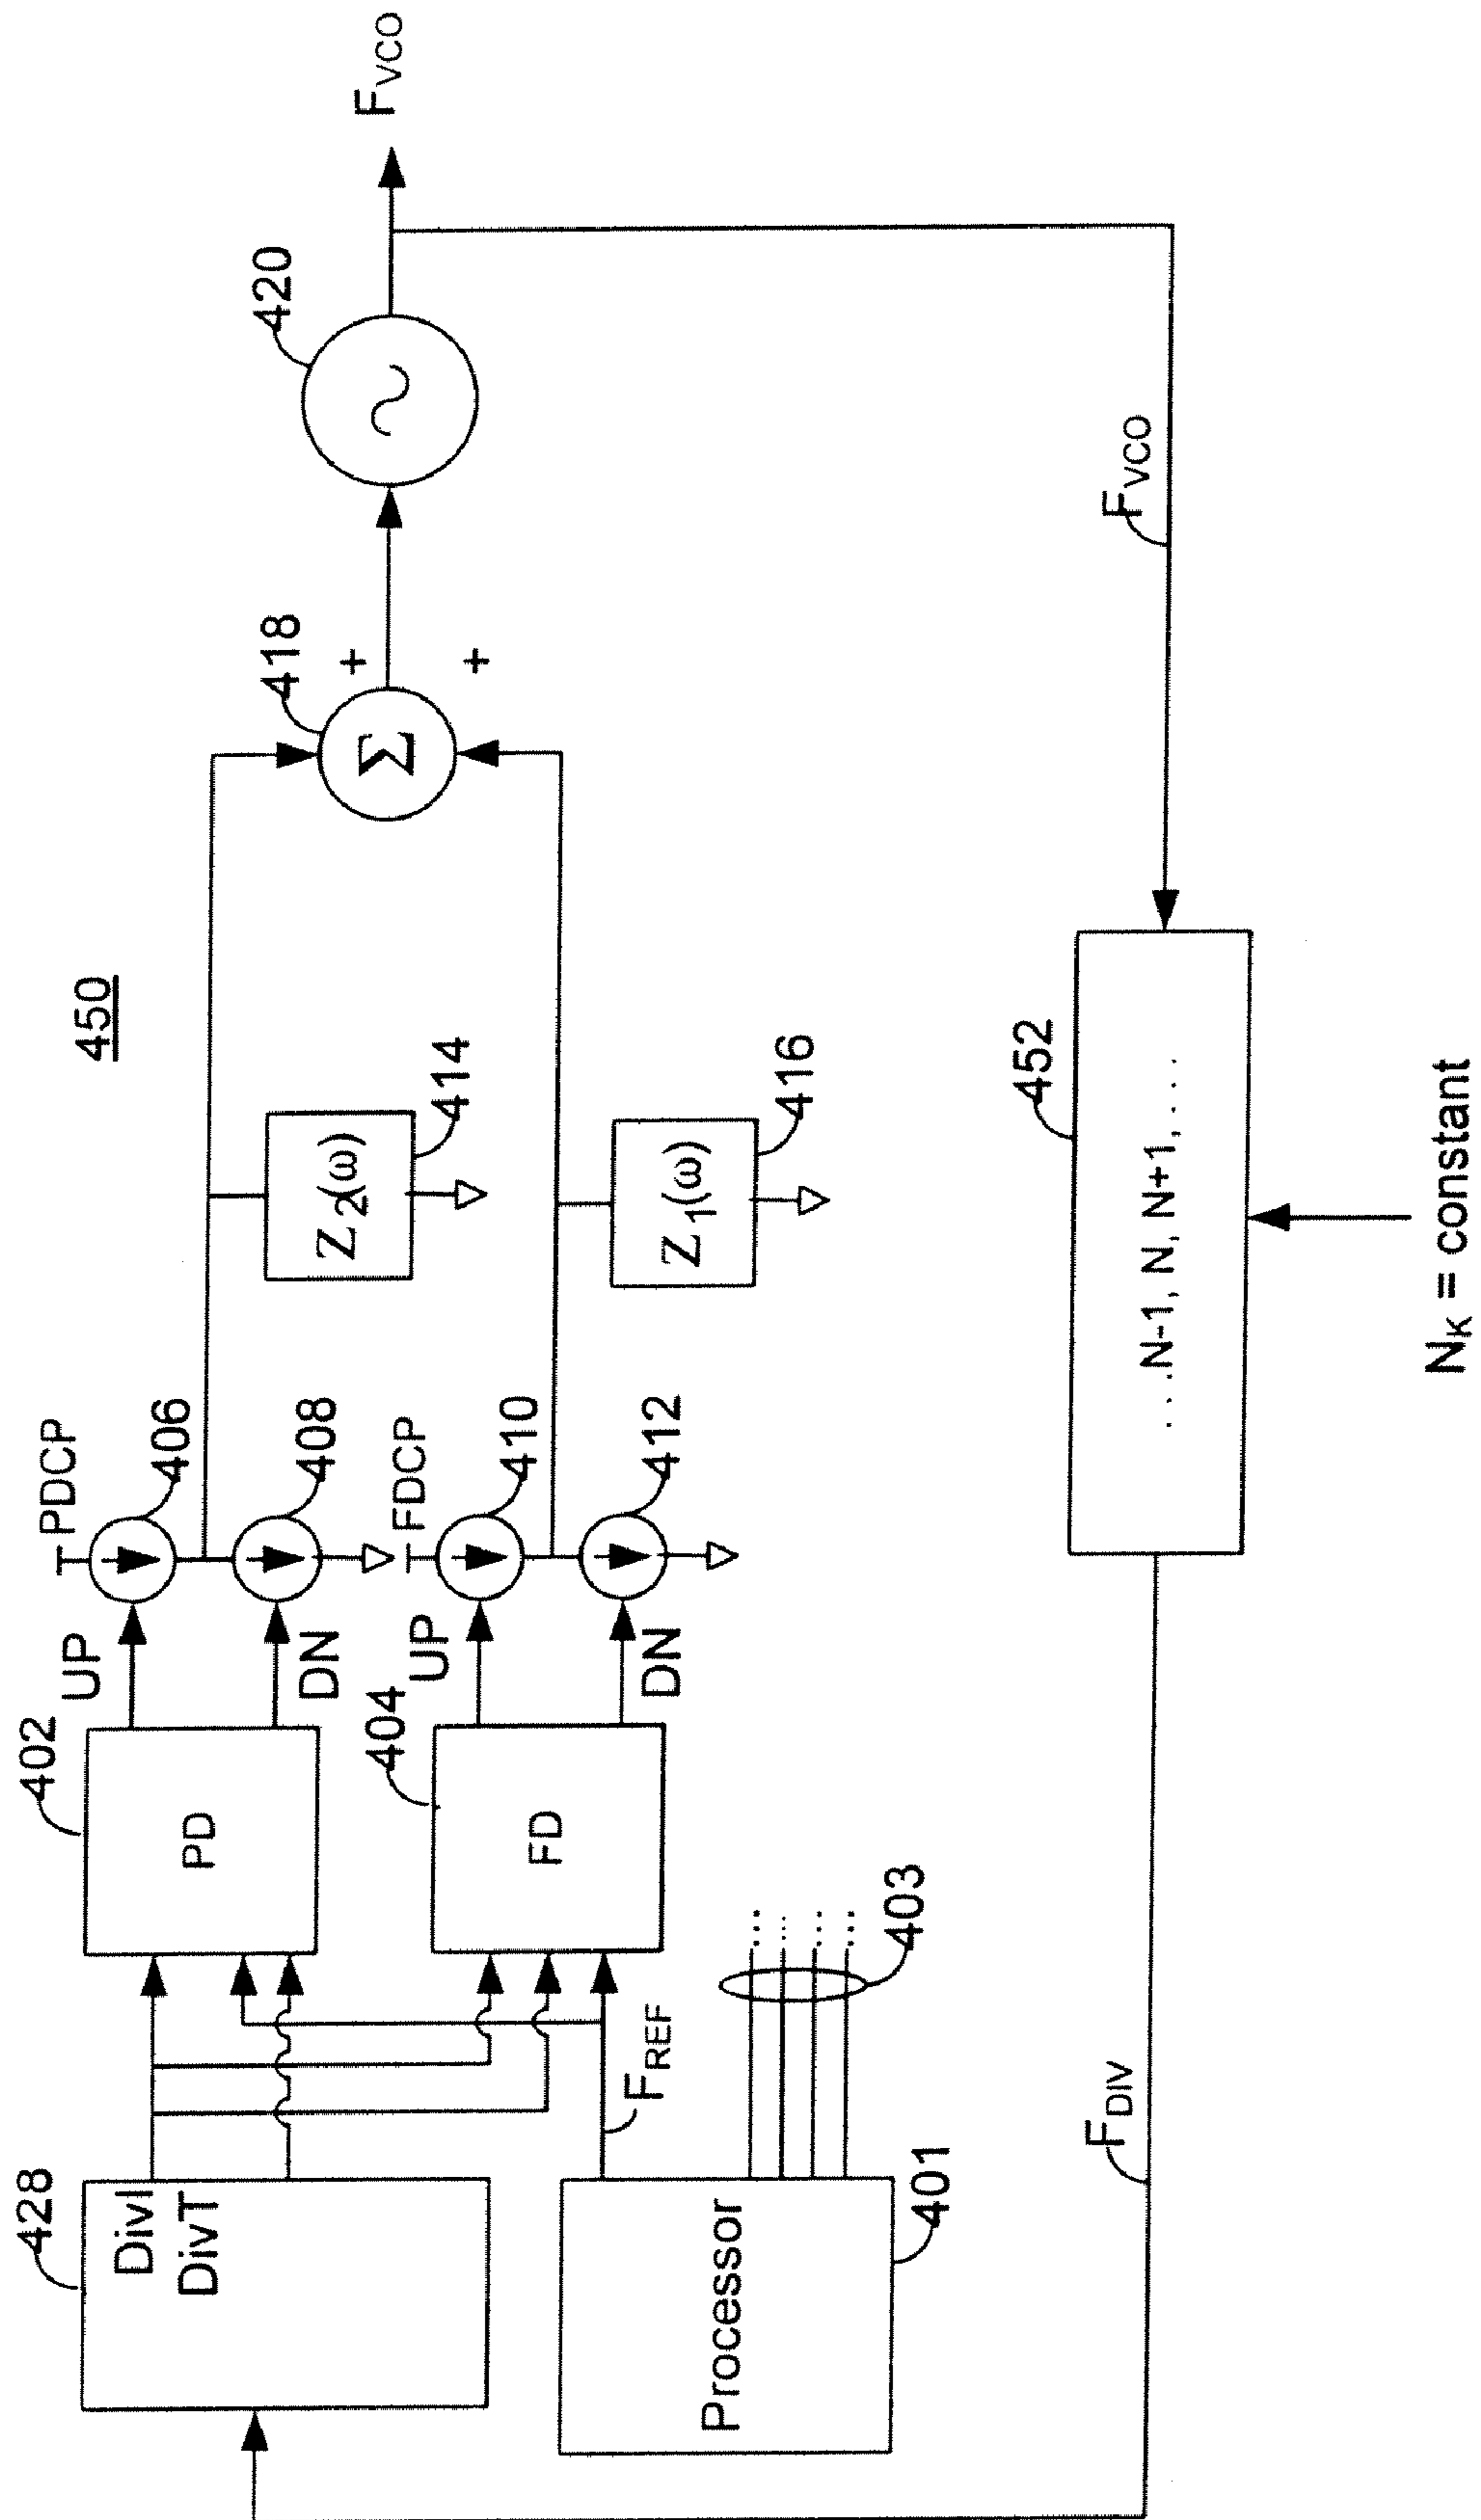 450
402
UP
PDCP
406
PD
DN
408
404
UP
FDCP
410
FD
DN
412
428
DivI
DivT
Processor
401
F_REF
403
...
...
...
...
Z_2(ω)
414
Z_1(ω)
416
418
+
+
Σ
420
F_VCO
F_VCO
452
...N-1, N, N+1,...
N_K = constant
F_DIV